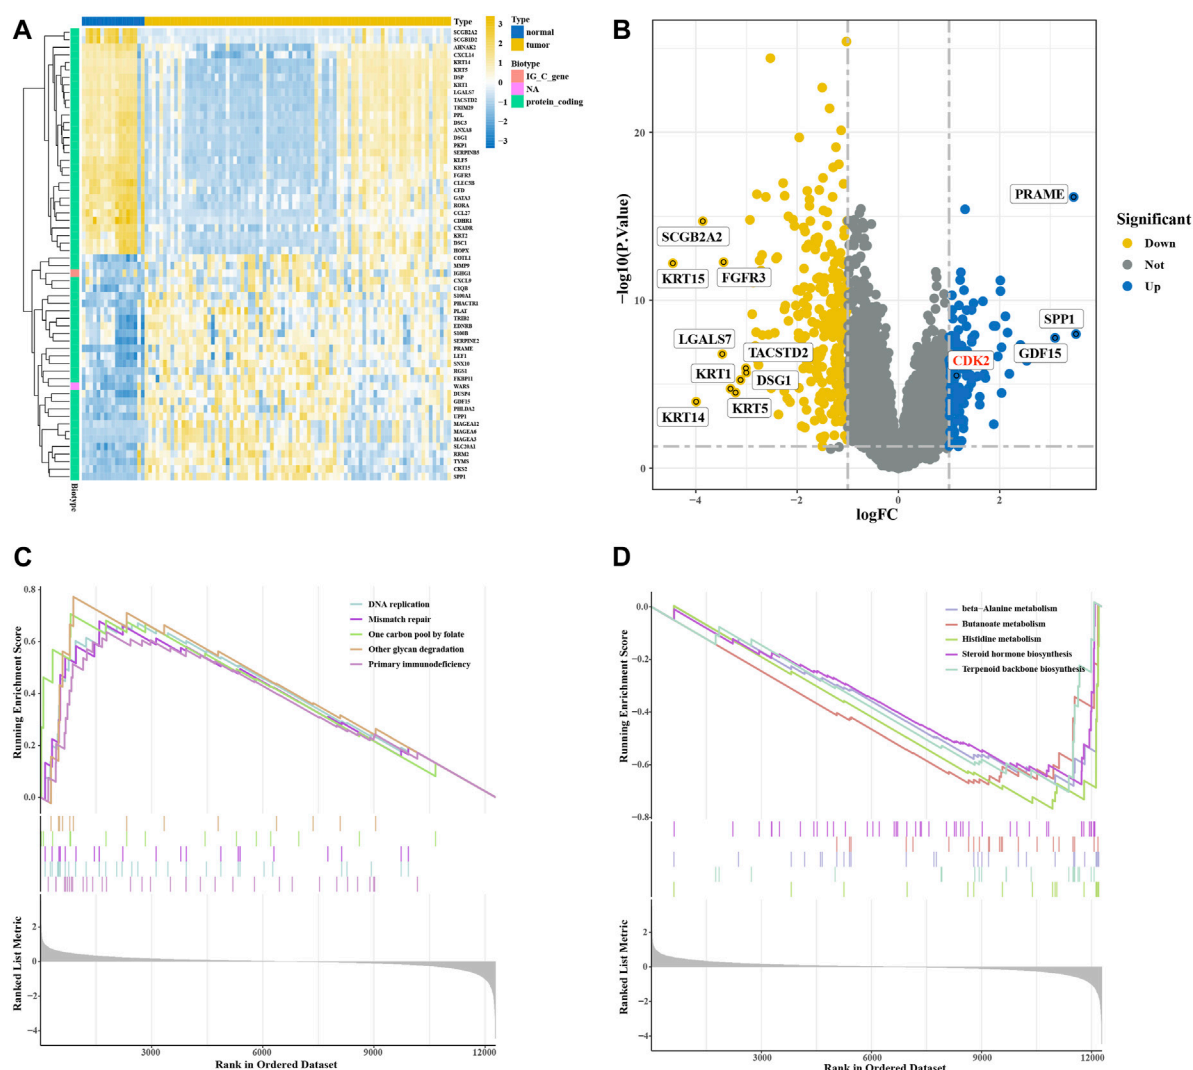 A
Type
3
2
1
0
−1
−2
−3
Type
normal
tumor
Biotype
IG_C_gene
NA
protein_coding
SCGB2A2
SCGB1D2
AHNAK2
CXCL14
KRT14
KRT5
DSP
KRT1
LGALS7
TACSTD2
TRIM29
PPL
DSC3
ANXA8
DSG1
PKP1
SERPINB5
KLF5
KRT15
FGFR3
CLEC3B
CFD
GATA3
RORA
CCL27
CDHR1
CXADR
KRT2
DSC1
HOPX
COTL1
MMP9
IGHG1
CXCL9
C1QB
S100A1
PHACTR1
PLAT
TRIB2
EDNRB
S100B
SERPINE2
PRAME
LEF1
SNX10
RGS1
FKBP11
WARS
DUSP4
GDF15
PHLDA2
UPP1
MAGEA12
MAGEA6
MAGEA3
SLC20A1
RRM2
TYMS
CKS2
SPP1
Biotype
B
−log10(P.Value)
20
10
0
−4
−2
0
2
logFC
PRAME
SCGB2A2
KRT15
FGFR3
SPP1
LGALS7
TACSTD2
GDF15
CDK2
KRT1
DSG1
KRT14
KRT5
Significant
Down
Not
Up
C
Running Enrichment Score
0.8
0.6
0.4
0.2
0.0
DNA replication
Mismatch repair
One carbon pool by folate
Other glycan degradation
Primary immunodeficiency
Ranked List Metric
2
0
−2
−4
3000
6000
9000
12000
Rank in Ordered Dataset
D
Running Enrichment Score
0.0
−0.2
−0.4
−0.6
−0.8
beta−Alanine metabolism
Butanoate metabolism
Histidine metabolism
Steroid hormone biosynthesis
Terpenoid backbone biosynthesis
Ranked List Metric
2
0
−2
−4
3000
6000
9000
12000
Rank in Ordered Dataset